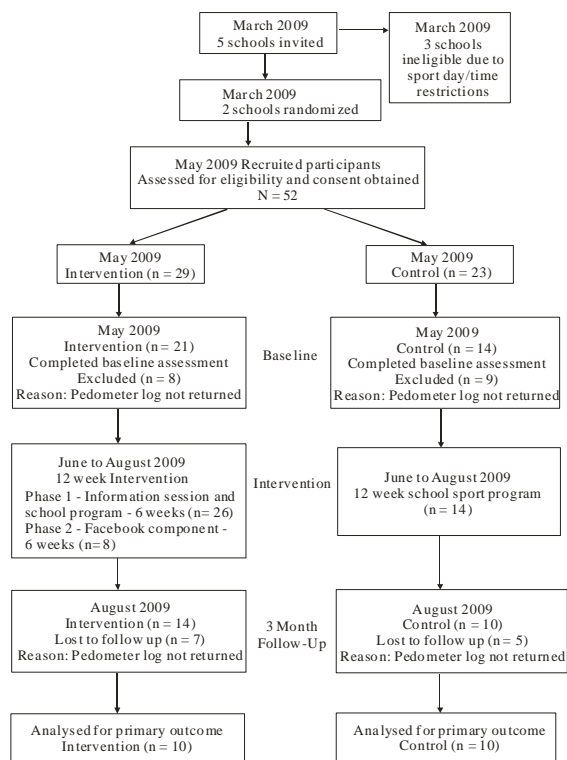 March 2009
5 schools invited
March 2009
3 schools
ineligible due to
sport day/time
restrictions
March 2009
2 schools randomized
May 2009 Recruited participants
Assessed for eligibility and consent obtained
N = 52
May 2009
Intervention (n = 29)
May 2009
Control (n = 23)
May 2009
Intervention (n = 21)
Completed baseline assessment
Excluded (n = 8)
Reason: Pedometer log not returned
Baseline
May 2009
Control (n = 14)
Completed baseline assessment
Excluded (n = 9)
Reason: Pedometer log not returned
June to August 2009
12 week Intervention
Phase 1 - Information session and
school program - 6 weeks (n= 26)
Phase 2 - Facebook component -
6 weeks (n=8)
Intervention
June to August 2009
12 week school sport program
(n = 14)
August 2009
Intervention (n = 14)
Lost to follow up (n = 7)
Reason: Pedometer log not returned
3 Month
Follow-Up
August 2009
Control (n = 10)
Lost to follow up (n = 5)
Reason: Pedometer log not returned
Analysed for primary outcome
Intervention (n = 10)
Analysed for primary outcome
Control (n = 10)